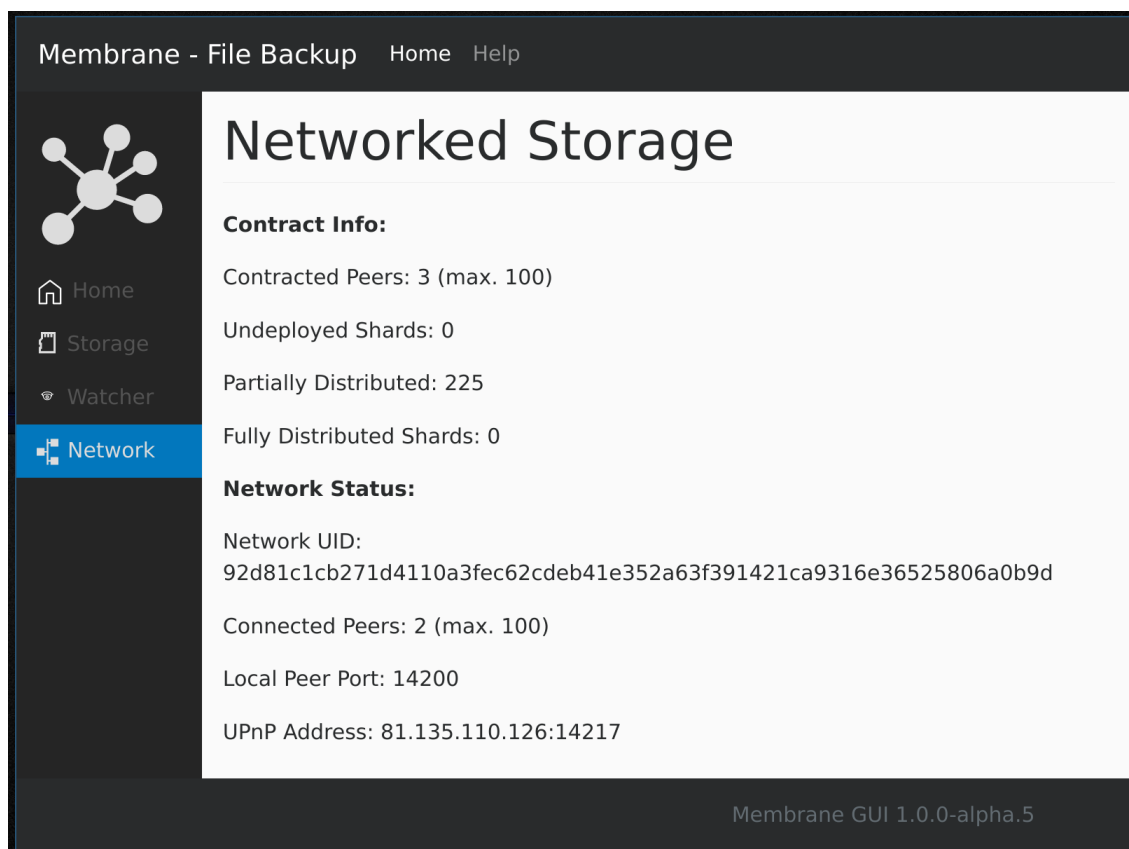 Membrane - File Backup Home Help
Networked Storage
Home
Storage
Watcher
Network
Contract Info:
Contracted Peers: 3 (max. 100)
Undeployed Shards: 0
Partially Distributed: 225
Fully Distributed Shards: 0
Network Status:
Network UID:
92d81c1cb271d4110a3fec62cdeb41e352a63f391421ca9316e36525806a0b9d
Connected Peers: 2 (max. 100)
Local Peer Port: 14200
UPnP Address: 81.135.110.126:14217
Membrane GUI 1.0.0-alpha.5